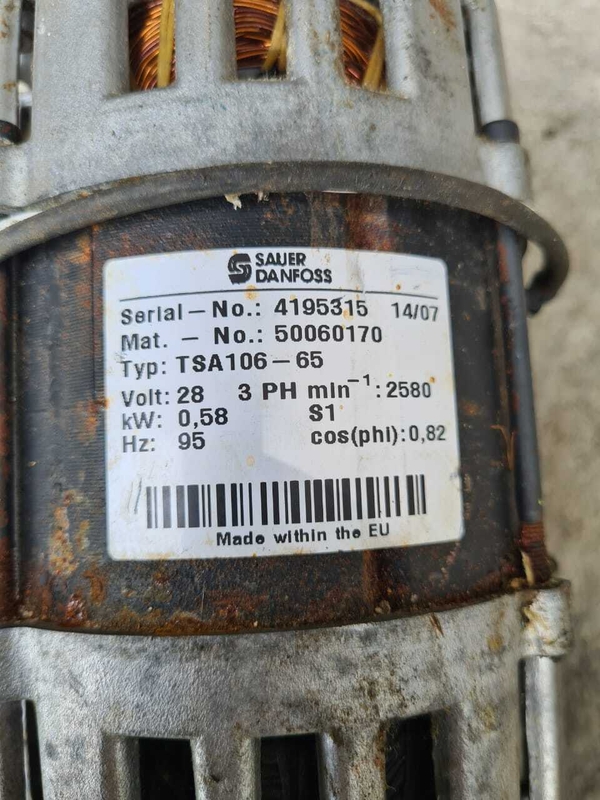 SAUER
DANFOSS
Serial-No.: 4195315 14/07
Mat. - No.: 50060170
Typ: TSA106-65
Volt: 28 3 PH min⁻¹: 2580
kW: 0,58 S1
Hz: 95 cos(phi): 0,82
Made within the EU